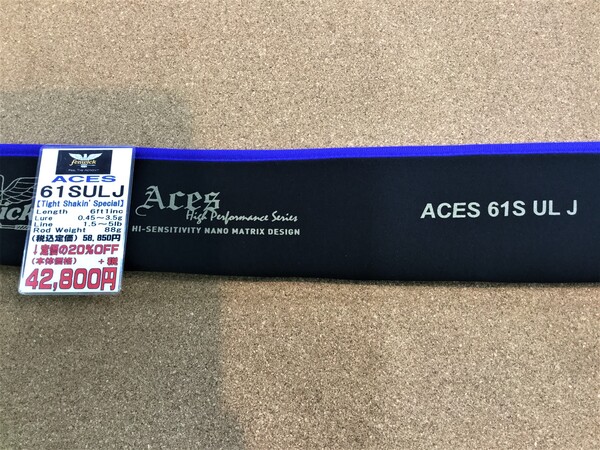 fenwick
ACES
61SULJ
【Tight Shakin' Special】
Length 6ft1inc
Lure 0.45～3.5g
Line 1.5～5lb
Rod Weight 88g
(税込定価) 58,850円
↓定価の20%OFF
(本体価格) +税
42,800円
Aces
High Performance Series
HI-SENSITIVITY NANO MATRIX DESIGN
ACES 61S UL J